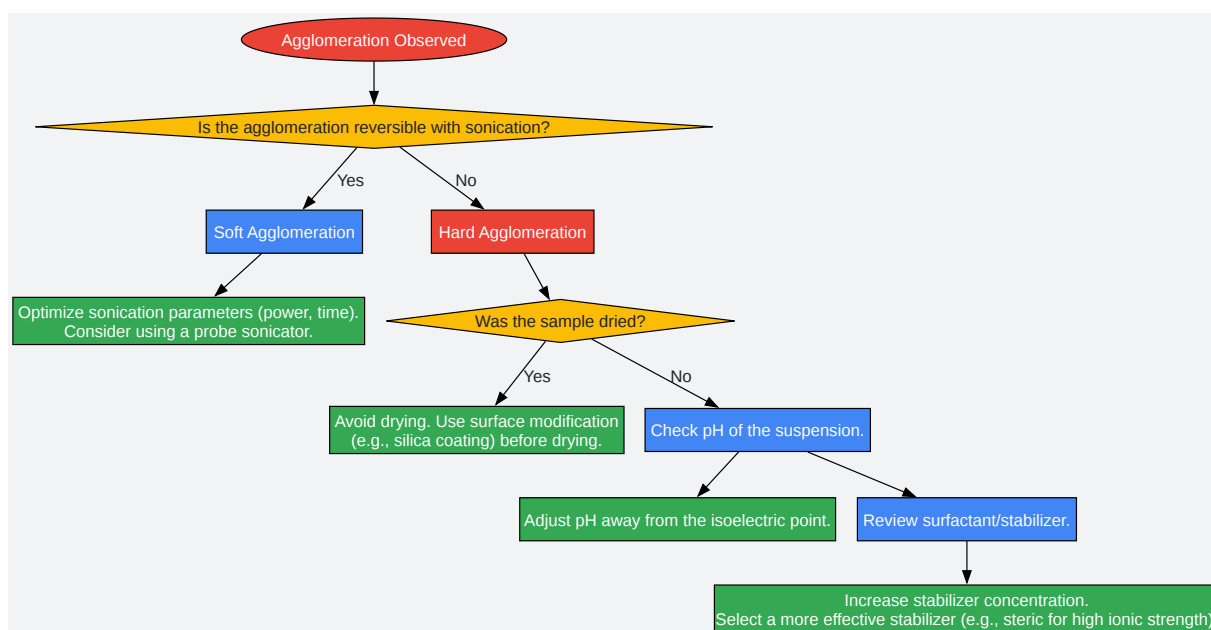 Agglomeration Observed
Is the agglomeration reversible with sonication?
Yes
No
Soft Agglomeration
Hard Agglomeration
Optimize sonication parameters (power, time).
Consider using a probe sonicator.
Was the sample dried?
Yes
No
Avoid drying. Use surface modification
(e.g., silica coating) before drying.
Check pH of the suspension.
Adjust pH away from the isoelectric point.
Review surfactant/stabilizer.
Increase stabilizer concentration.
Select a more effective stabilizer (e.g., steric for high ionic strength)